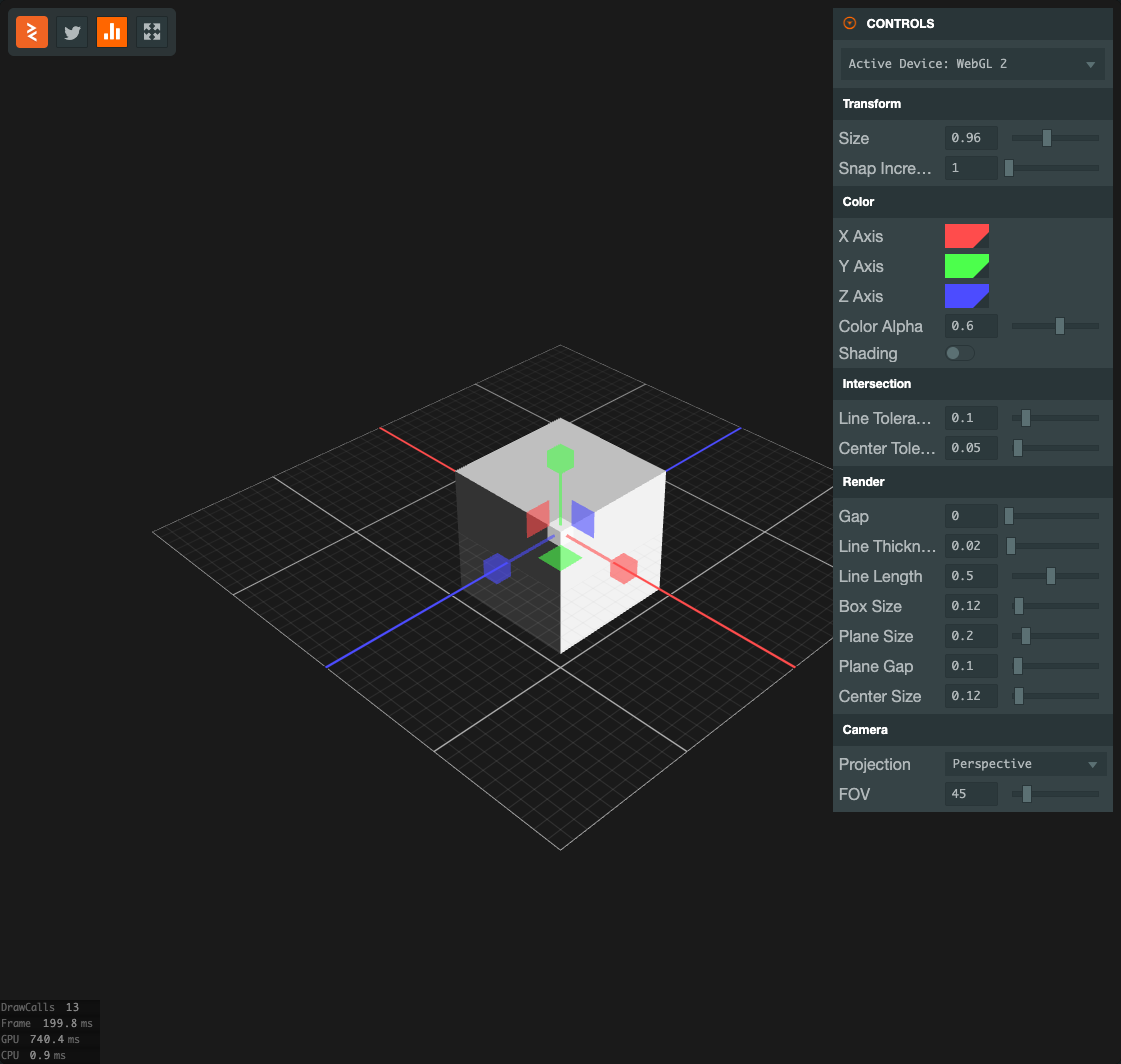 CONTROLS
Active Device: WebGL 2
Transform
Size 0.96
Snap Incre... 1
Color
X Axis
Y Axis
Z Axis
Color Alpha 0.6
Shading
Intersection
Line Tolera... 0.1
Center Tole... 0.05
Render
Gap 0
Line Thickn... 0.02
Line Length 0.5
Box Size 0.12
Plane Size 0.2
Plane Gap 0.1
Center Size 0.12
Camera
Projection Perspective
FOV 45
DrawCalls 13
Frame 199.8 ms
GPU 740.4 ms
CPU 0.9 ms